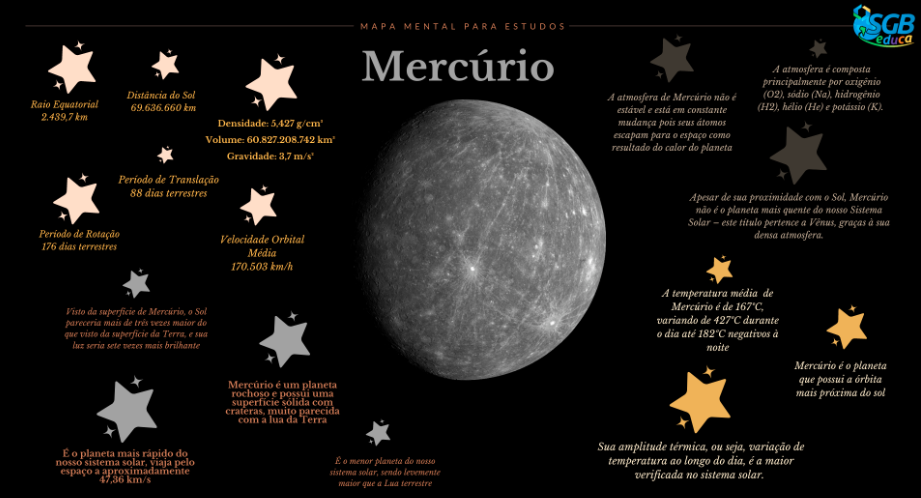 MAPA MENTAL PARA ESTUDOS
SGB
educa
Mercúrio
Raio Equatorial
2.439,7 km
Distância do Sol
69.636.660 km
Densidade: 5,427 g/cm³
Volume: 60.827.208.742 km³
Gravidade: 3,7 m/s²
Período de Translação
88 dias terrestres
Período de Rotação
176 dias terrestres
Velocidade Orbital
Média
170.503 km/h
Visto da superfície de Mercúrio, o Sol
pareceria mais de três vezes maior do
que visto da superfície da Terra, e sua
luz seria sete vezes mais brilhante
Mercúrio é um planeta
rochoso e possui uma
superfície sólida com
crateras, muito parecida
com a lua da Terra
É o planeta mais rápido do
nosso sistema solar, viaja pelo
espaço a aproximadamente
47,36 km/s
É o menor planeta do nosso
sistema solar, sendo levemente
maior que a Lua terrestre
A atmosfera de Mercúrio não é
estável e está em constante
mudança pois seus átomos
escapam para o espaço como
resultado do calor do planeta
A atmosfera é composta
principalmente por oxigênio
(O2), sódio (Na), hidrogênio
(H2), hélio (He) e potássio (K).
Apesar de sua proximidade com o Sol, Mercúrio
não é o planeta mais quente do nosso Sistema
Solar – este título pertence a Vênus, graças à sua
densa atmosfera.
A temperatura média de
Mercúrio é de 167°C,
variando de 427°C durante
o dia até 182°C negativos à
noite
Mercúrio é o planeta
que possui a órbita
mais próxima do sol
Sua amplitude térmica, ou seja, variação de
temperatura ao longo do dia, é a maior
verificada no sistema solar.